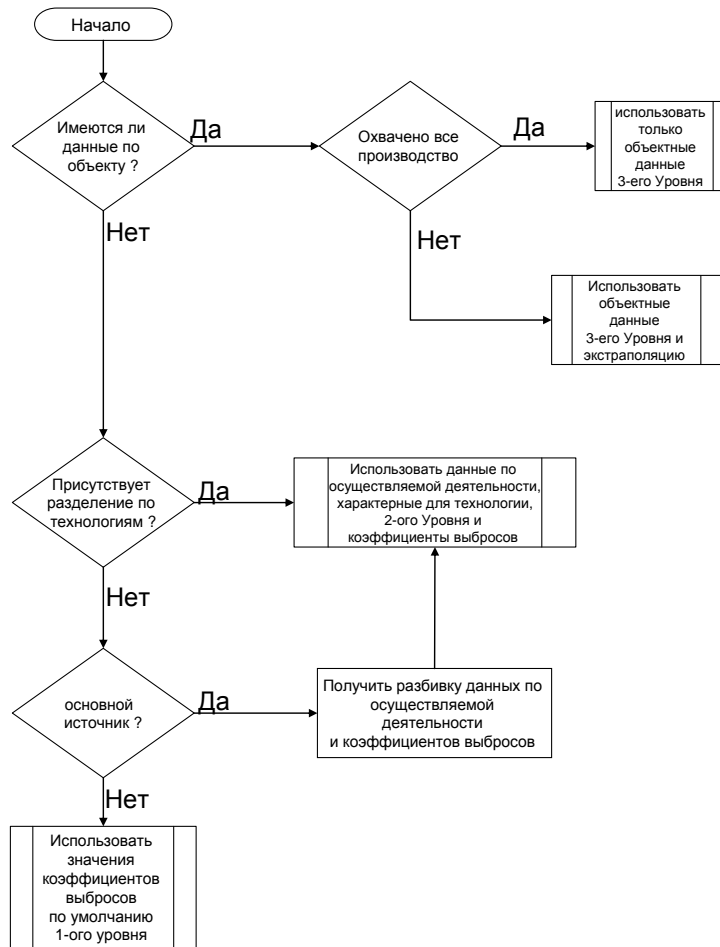 Начало
Имеются ли
данные по
объекту ?
Да
Охвачено все
производство
Да
использовать
только
объектные
данные
3-его Уровня
Нет
Нет
Использовать
объектные
данные
3-его Уровня и
экстраполяцию
Присутствует
разделение по
технологиям ?
Да
Использовать данные по
осуществляемой деятельности,
характерные для технологии,
2-ого Уровня и
коэффициенты выбросов
Нет
основной
источник ?
Да
Получить разбивку данных по
осуществляемой
деятельности
и коэффициентов выбросов
Нет
Использовать
значения
коэффициентов
выбросов
по умолчанию
1-ого уровня